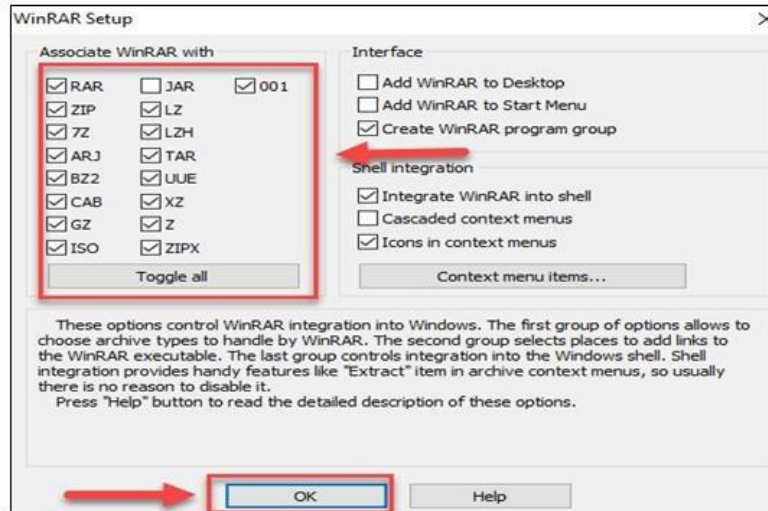 WinRAR Setup
Associate WinRAR with
RAR JAR 001
ZIP LZ
7Z LZH
ARJ TAR
BZ2 UUE
CAB XZ
GZ Z
ISO ZIPX
Toggle all
Interface
Add WinRAR to Desktop
Add WinRAR to Start Menu
Create WinRAR program group
Shell integration
Integrate WinRAR into shell
Cascaded context menus
Icons in context menus
Context menu items...
These options control WinRAR integration into Windows. The first group of options allows to
choose archive types to handle by WinRAR. The second group selects places to add links to
the WinRAR executable. The last group controls integration into the Windows shell. Shell
integration provides handy features like "Extract" item in archive context menus, so usually
there is no reason to disable it.
Press "Help" button to read the detailed description of these options.
OK Help